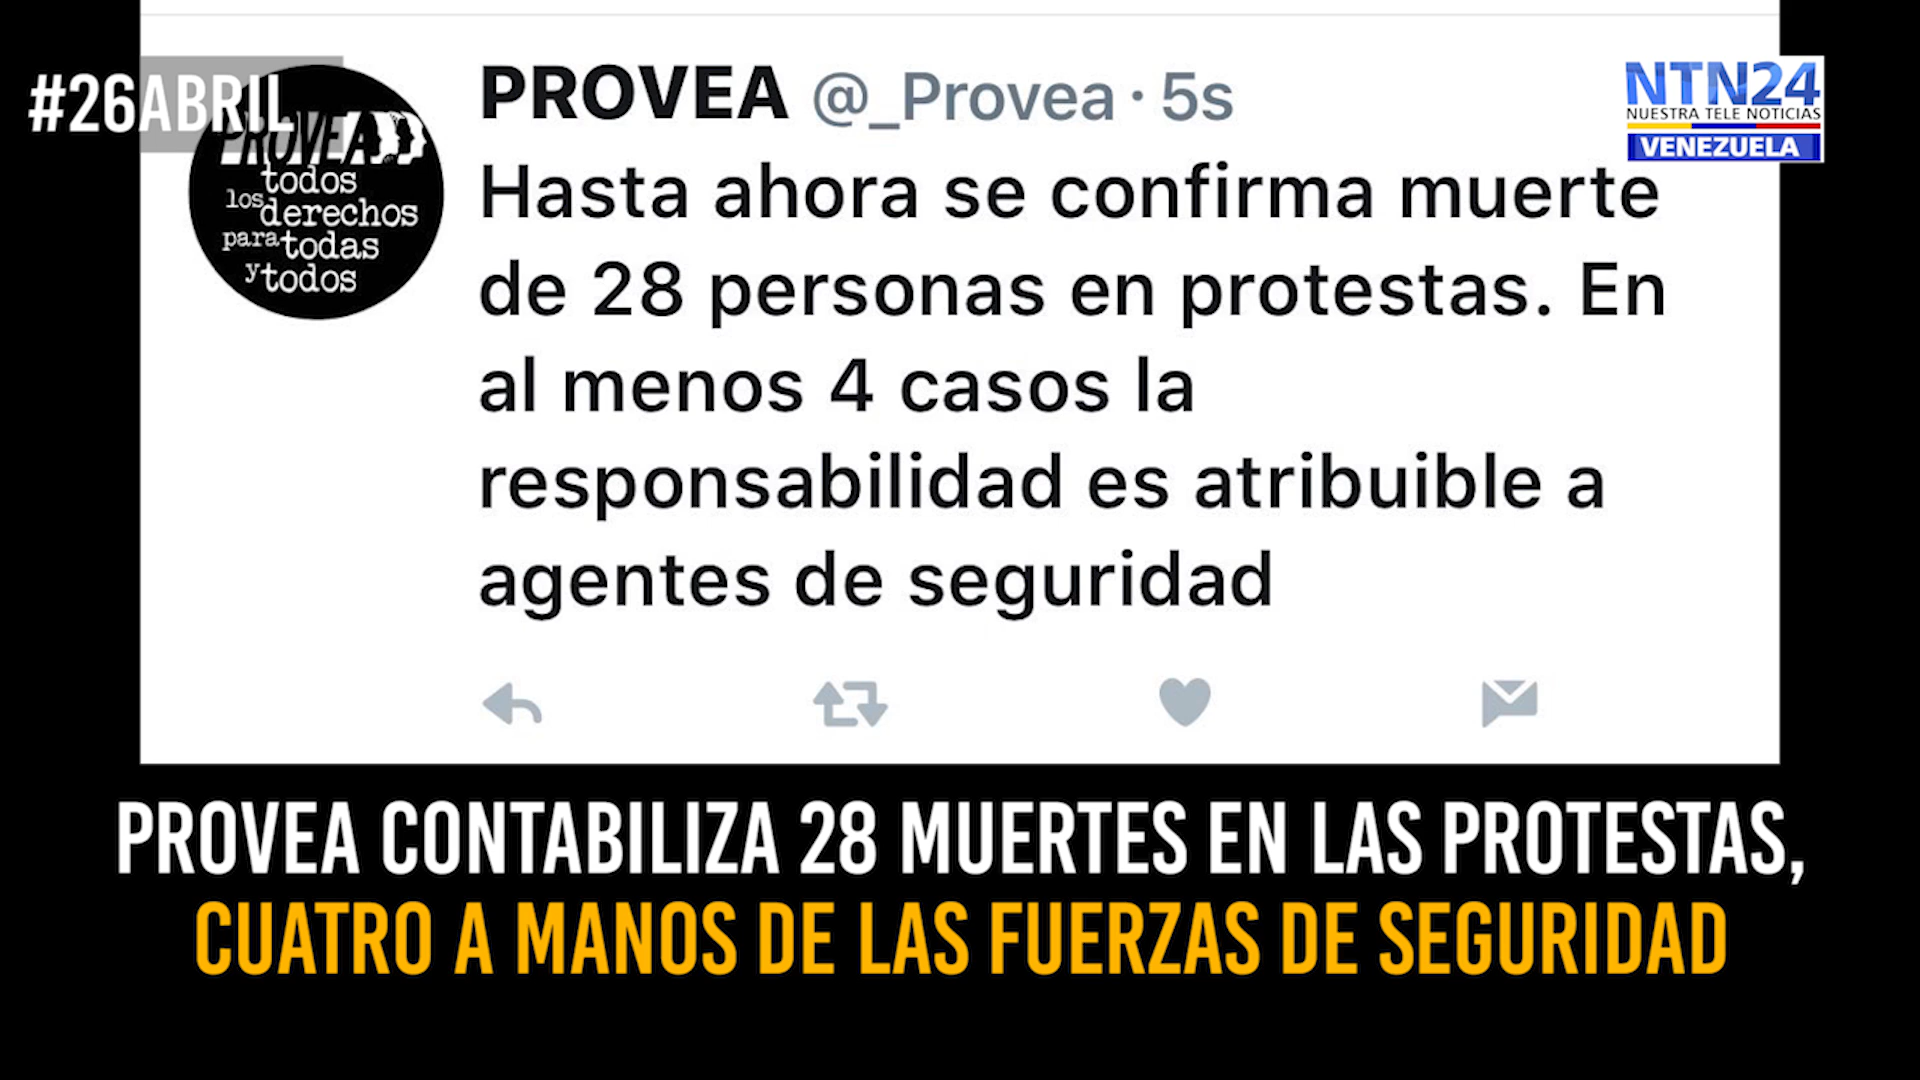 #26ABRIL
PROVEA
todos
los derechos
para todas
y todos
PROVEA @_Provea · 5s
Hasta ahora se confirma muerte
de 28 personas en protestas. En
al menos 4 casos la
responsabilidad es atribuible a
agentes de seguridad
NTN24
NUESTRA TELE NOTICIAS
VENEZUELA
PROVEA CONTABILIZA 28 MUERTES EN LAS PROTESTAS,
CUATRO A MANOS DE LAS FUERZAS DE SEGURIDAD